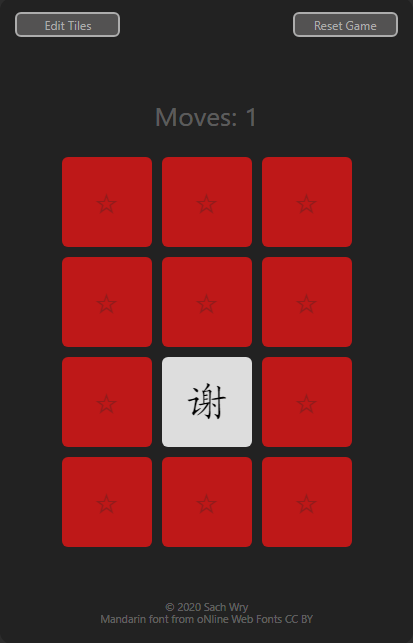 Edit Tiles
Reset Game
Moves: 1
谢
© 2020 Sach Wry
Mandarin font from oNline Web Fonts CC BY